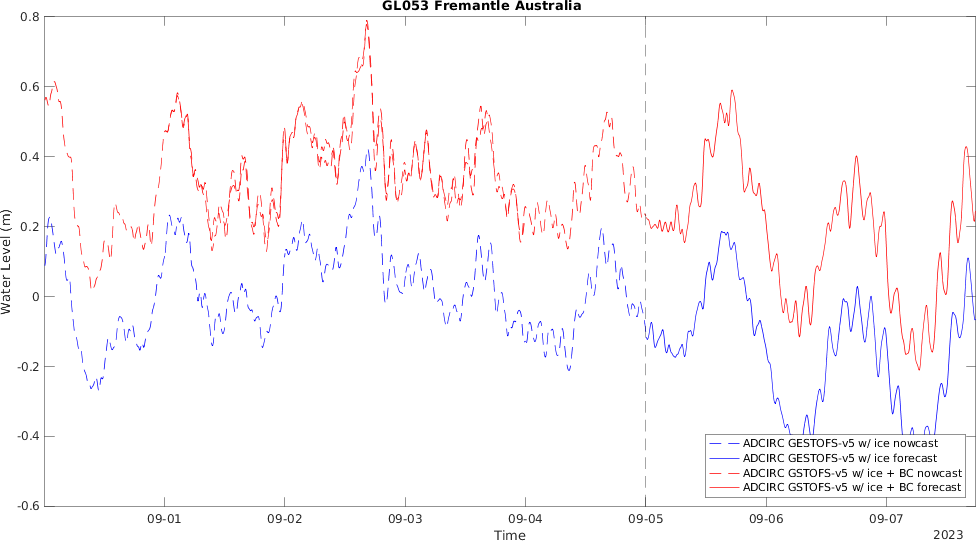 GL053 Fremantle Australia
0.8
0.6
0.4
0.2
0
-0.2
-0.4
-0.6
Water Level (m)
09-01 09-02 09-03 09-04 09-05 09-06 09-07
Time
2023
ADCIRC GESTOFS-v5 w/ ice nowcast
ADCIRC GESTOFS-v5 w/ ice forecast
ADCIRC GSTOFS-v5 w/ ice + BC nowcast
ADCIRC GSTOFS-v5 w/ ice + BC forecast